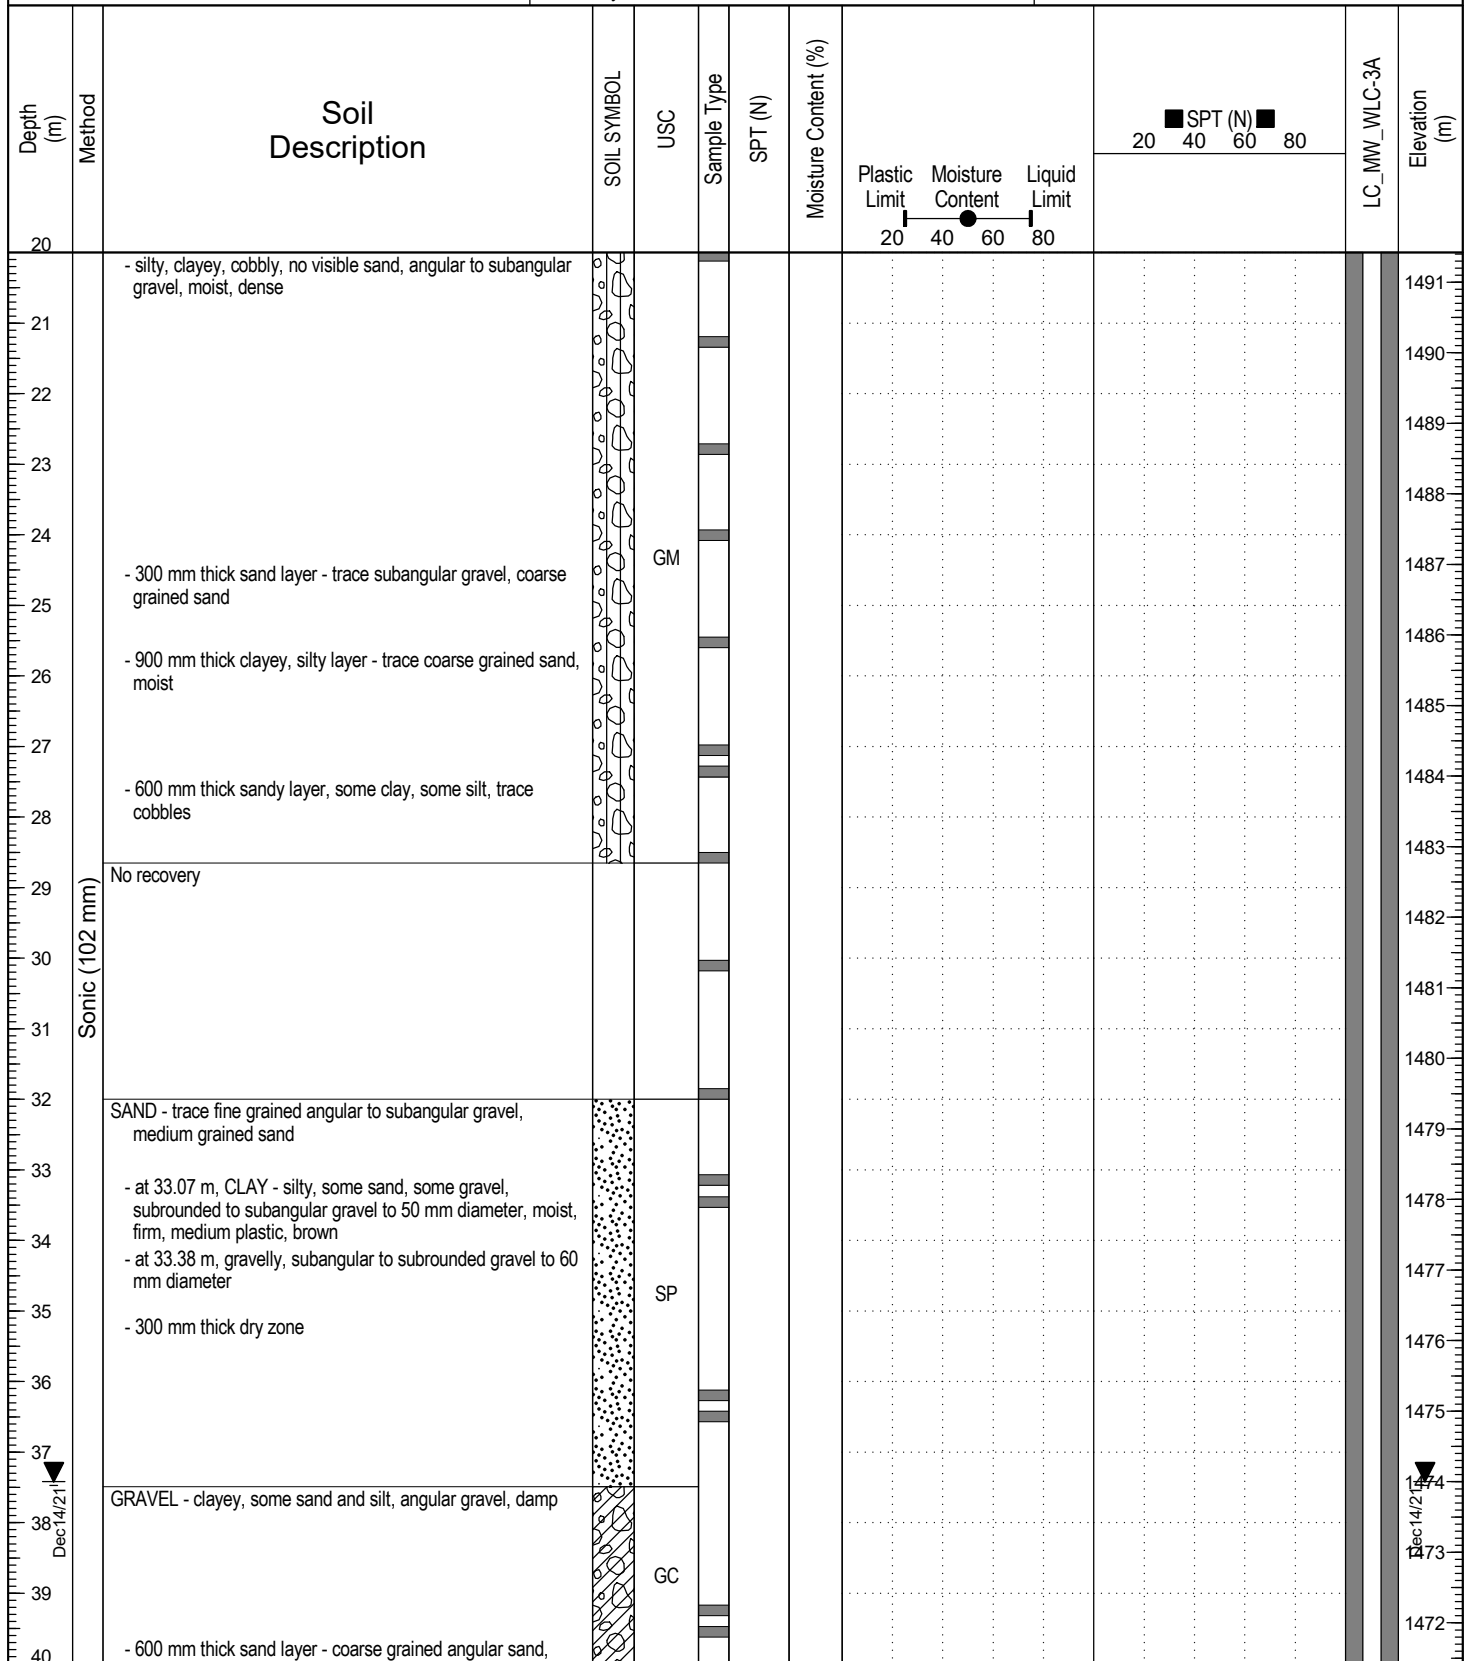 Depth
(m)
Method
Soil
Description
SOIL SYMBOL
USC
Sample Type
SPT (N)
Moisture Content (%)
Plastic Moisture Liquid
Limit Content Limit
20 40 60 80
SPT (N)
20 40 60 80
LC_MW_WLC-3A
Elevation
(m)
20
- silty, clayey, cobbly, no visible sand, angular to subangular
gravel, moist, dense
1491
21
1490
22
1489
23
1488
24
GM
1487
- 300 mm thick sand layer - trace subangular gravel, coarse
grained sand
25
1486
- 900 mm thick clayey, silty layer - trace coarse grained sand,
moist
26
1485
27
1484
- 600 mm thick sandy layer, some clay, some silt, trace
cobbles
28
1483
No recovery
29
Sonic (102 mm)
1482
30
1481
31
1480
32
SAND - trace fine grained angular to subangular gravel,
medium grained sand
1479
33
- at 33.07 m, CLAY - silty, some sand, some gravel,
subrounded to subangular gravel to 50 mm diameter, moist,
firm, medium plastic, brown
1478
34
- at 33.38 m, gravelly, subangular to subrounded gravel to 60
mm diameter
1477
SP
35
- 300 mm thick dry zone
1476
36
1475
37
1474
GRAVEL - clayey, some sand and silt, angular gravel, damp
38
Dec14/21
Dec14/21
1473
GC
39
1472
- 600 mm thick sand layer - coarse grained angular sand,
40